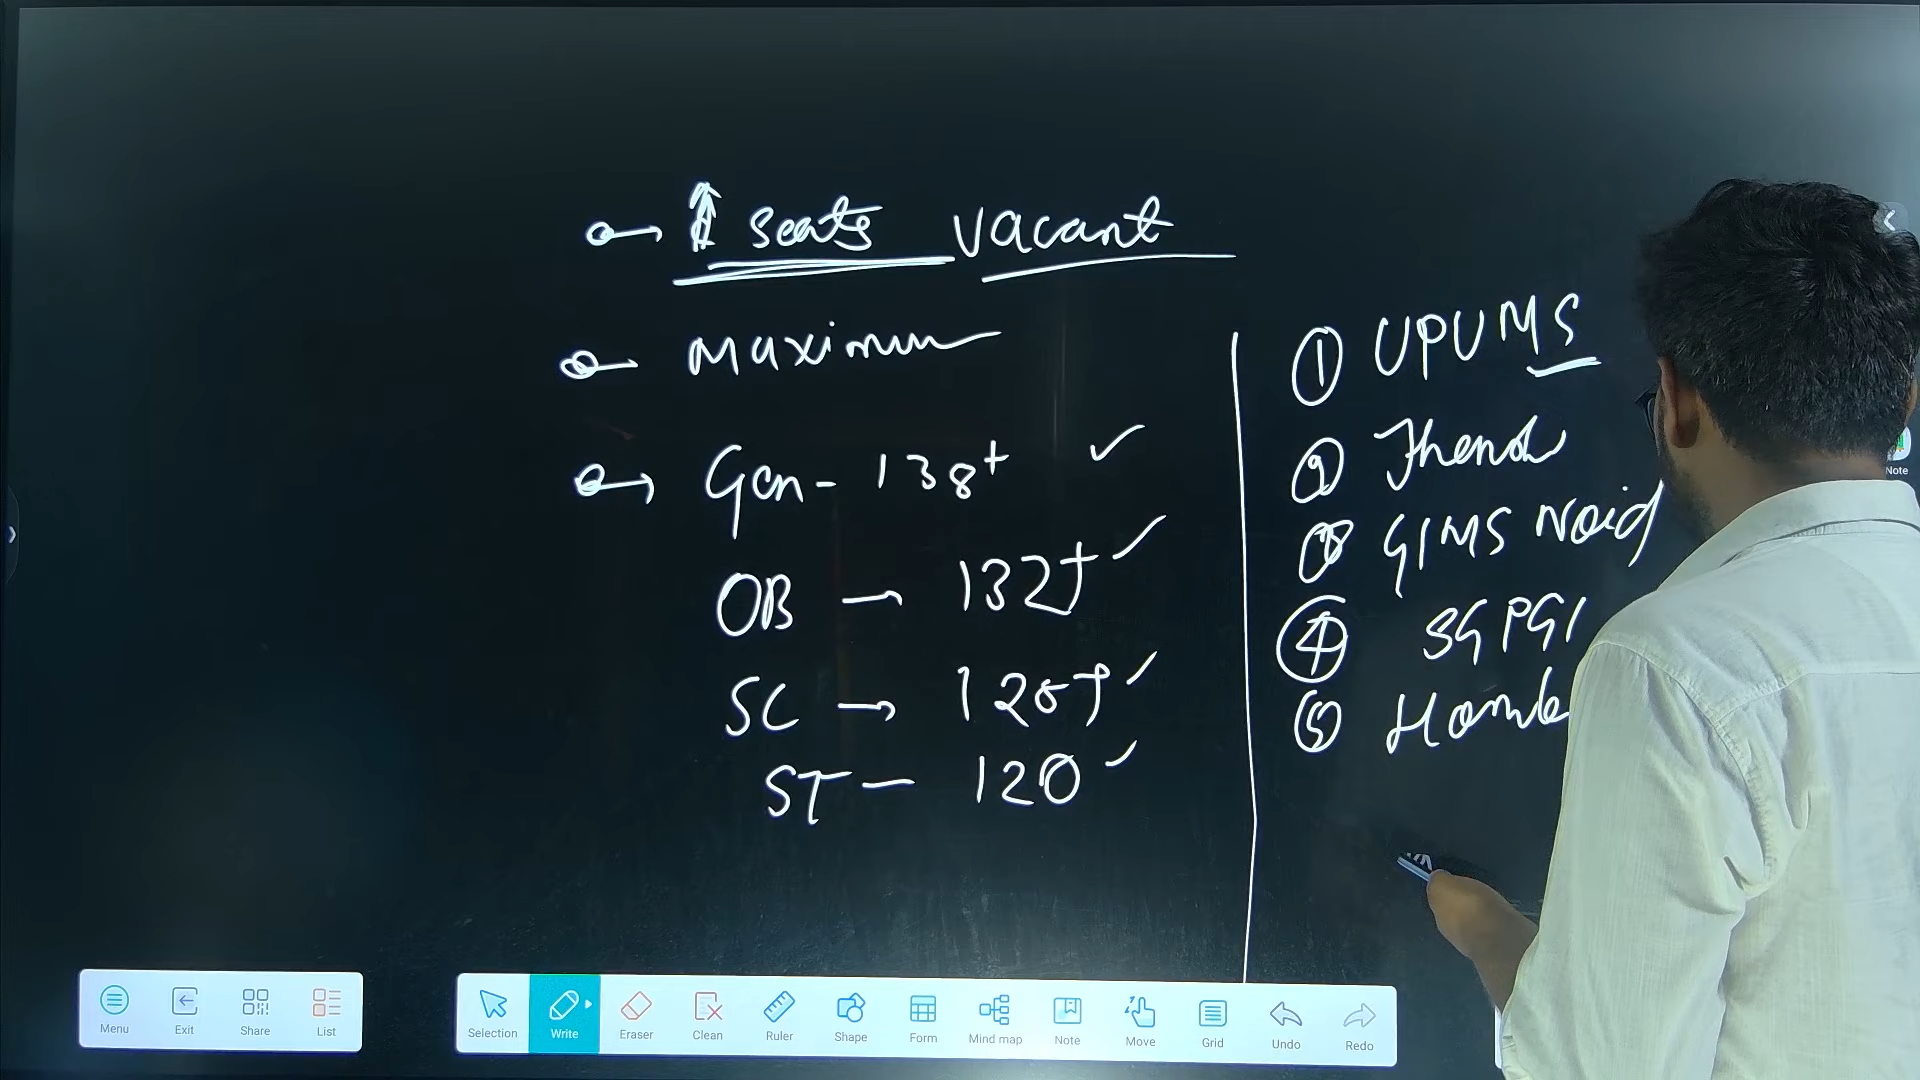 ↑ Seats vacant
Maximum
Gen - 138+ ✓
OB → 132+ ✓
SC → 120+ ✓
ST - 120 ✓
① UPUMS
②
③ GIMS Noid
④ SGPGI
⑤
Note
Menu
Exit
Share
List
Selection
Write
Eraser
Clean
Ruler
Shape
Form
Mind map
Note
Move
Grid
Undo
Redo